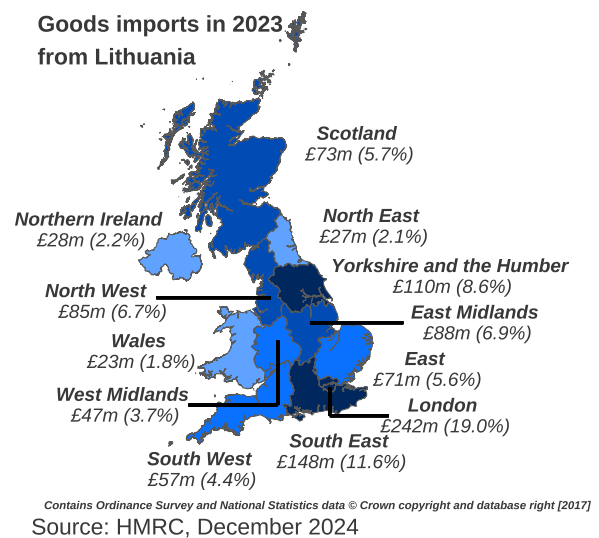 Goods imports in 2023
from Lithuania
Scotland
£73m (5.7%)
Northern Ireland
£28m (2.2%)
North East
£27m (2.1%)
Yorkshire and the Humber
£110m (8.6%)
North West
£85m (6.7%)
East Midlands
£88m (6.9%)
Wales
£23m (1.8%)
East
£71m (5.6%)
West Midlands
£47m (3.7%)
London
£242m (19.0%)
South East
£148m (11.6%)
South West
£57m (4.4%)
Contains Ordinance Survey and National Statistics data © Crown copyright and database right [2017]
Source: HMRC, December 2024